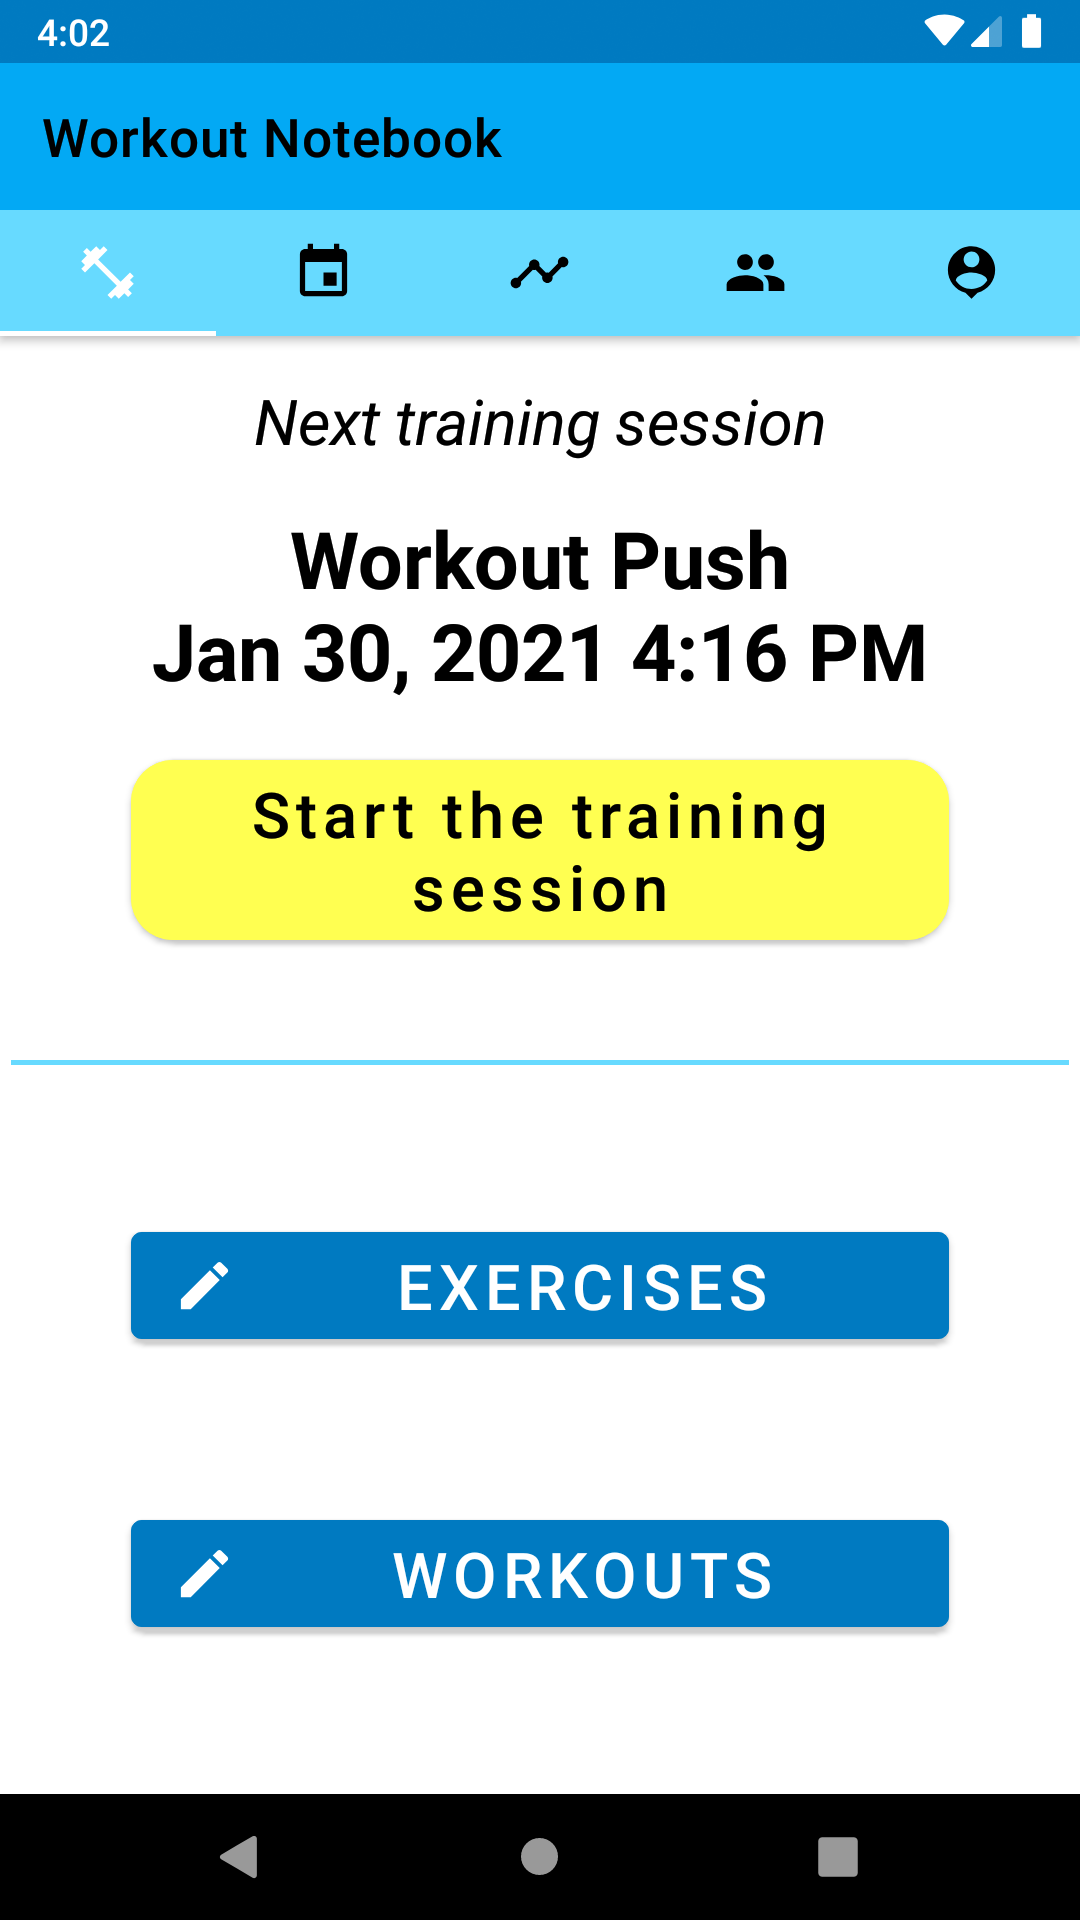 4:02
Workout Notebook
Next training session
Workout Push
Jan 30, 2021 4:16 PM
Start the training
session
EXERCISES
WORKOUTS